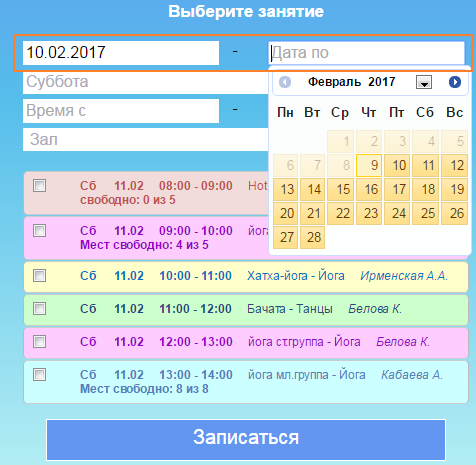 Выберите занятие
10.02.2017 - Дата по
Суббота
Время с -
Зал
Февраль 2017
Пн Вт Ср Чт Пт Сб Вс
1 2 3 4 5
6 7 8 9 10 11 12
13 14 15 16 17 18 19
20 21 22 23 24 25 26
27 28
Сб 11.02 08:00 - 09:00 Hot
свободно: 0 из 5
Сб 11.02 09:00 - 10:00 йога
Мест свободно: 4 из 5
Сб 11.02 10:00 - 11:00 Хатха-йога - Йога Ирменская А.А.
Сб 11.02 11:00 - 12:00 Бачата - Танцы Белова К.
Сб 11.02 12:00 - 13:00 йога ст.группа - Йога Белова К.
Сб 11.02 13:00 - 14:00 йога мл.группа - Йога Кабаева А.
Мест свободно: 8 из 8
Записаться